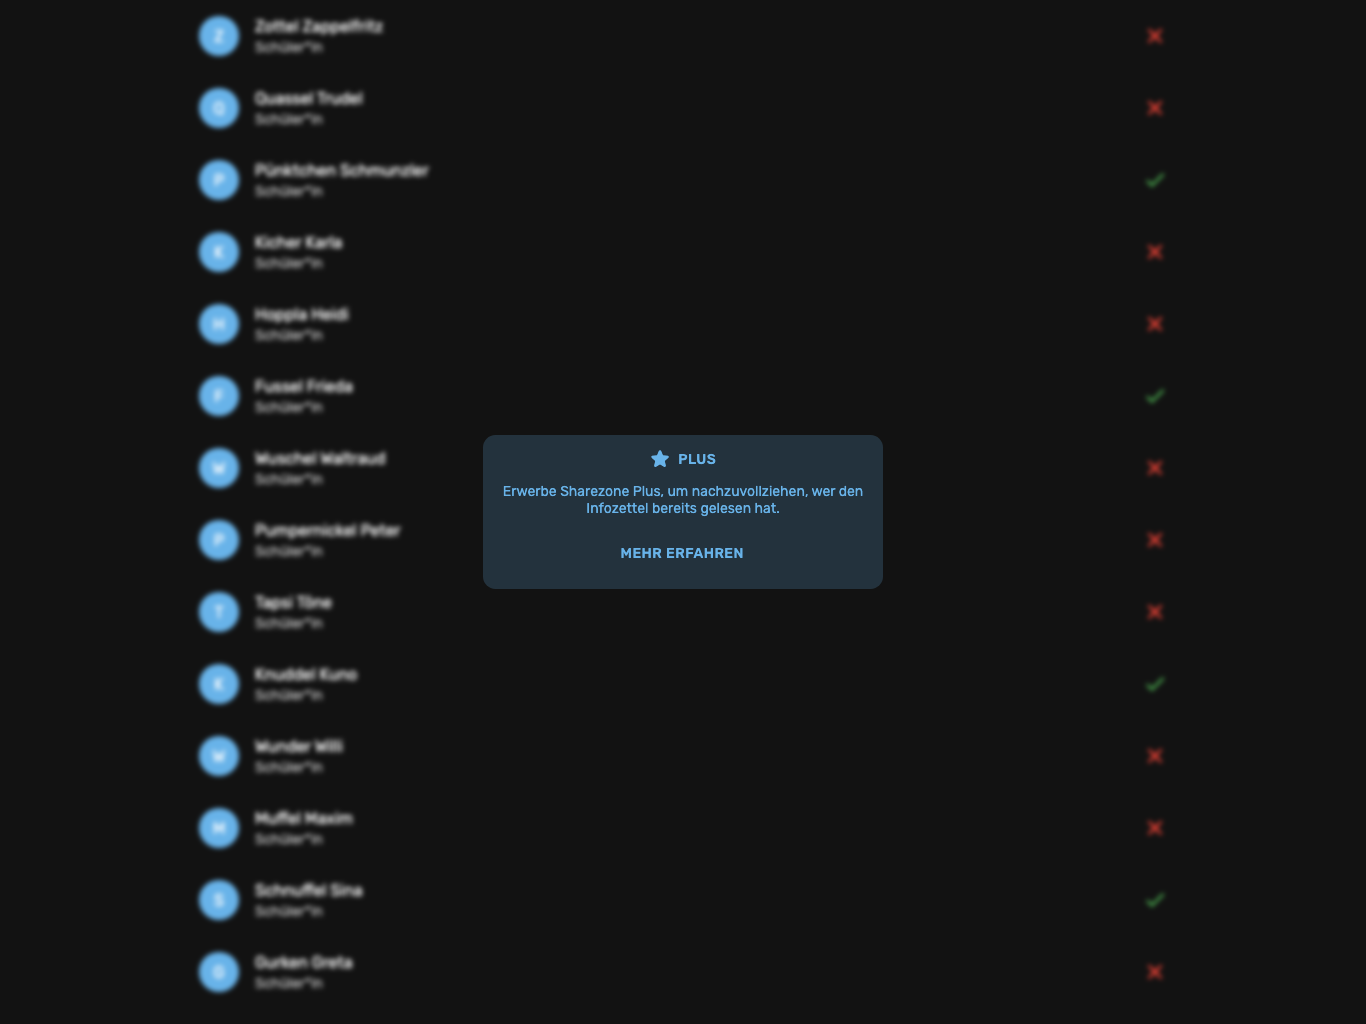 Z
Zottel Zappelfritz
Schüler*in
Q
Quassel Trudel
Schüler*in
P
Pünktchen Schmunzler
Schüler*in
K
Kicher Karla
Schüler*in
H
Hoppla Heidi
Schüler*in
F
Fussel Frieda
Schüler*in
W
Wuschel Waltraud
Schüler*in
PLUS
Erwerbe Sharezone Plus, um nachzuvollziehen, wer den
Infozettel bereits gelesen hat.
MEHR ERFAHREN
P
Pumpernickel Peter
Schüler*in
T
Tapsi Töne
Schüler*in
K
Knuddel Kuno
Schüler*in
W
Wunder Willi
Schüler*in
M
Muffel Maxim
Schüler*in
S
Schnuffel Sina
Schüler*in
G
Gurken Greta
Schüler*in